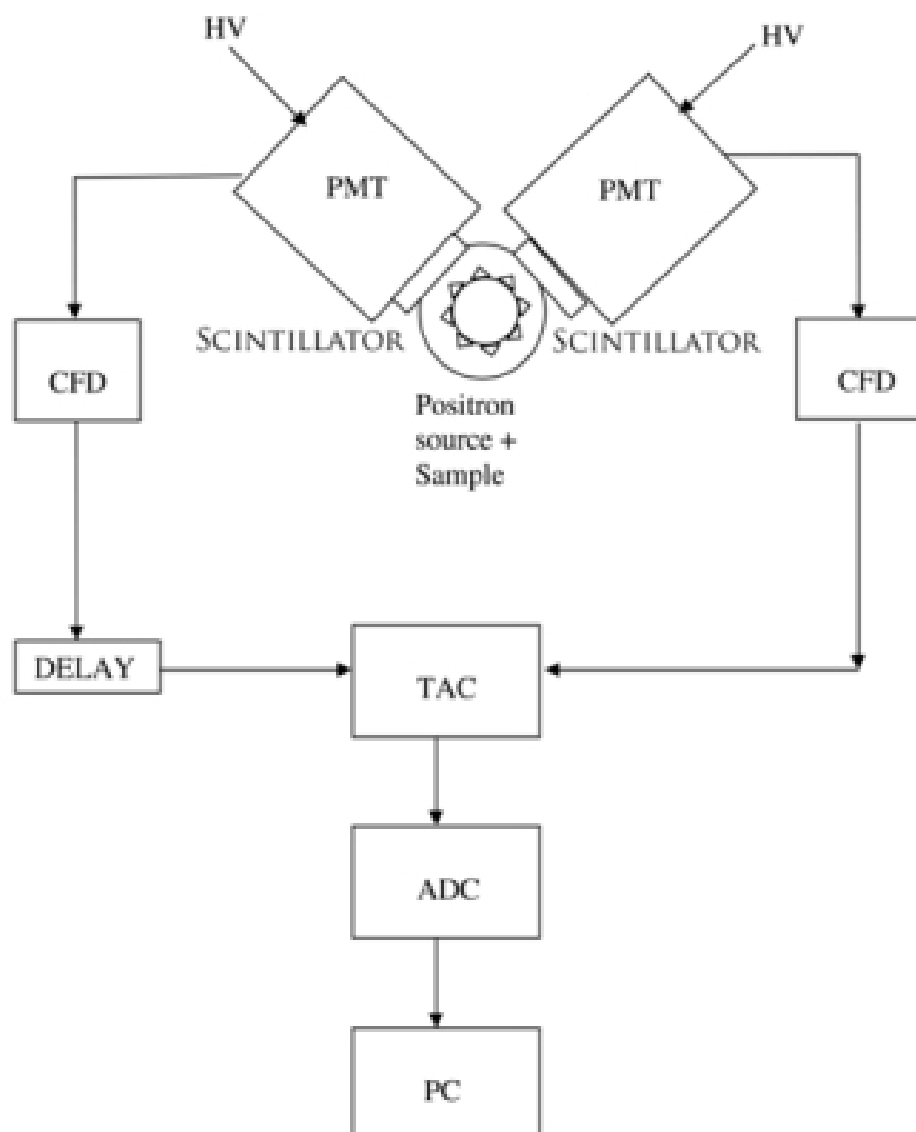 HV
HV
PMT
PMT
SCINTILLATOR
SCINTILLATOR
CFD
CFD
Positron
source +
Sample
DELAY
TAC
ADC
PC